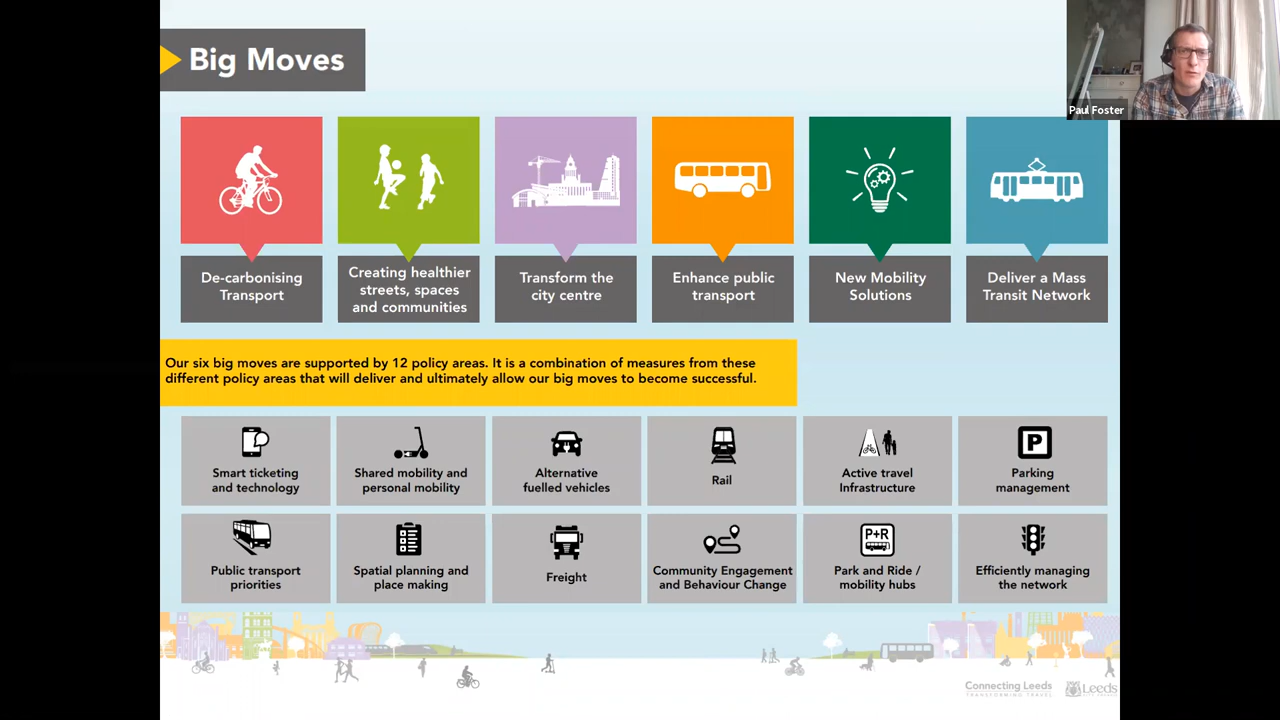 Big Moves
Paul Foster
De-carbonising
Transport
Creating healthier
streets, spaces
and communities
Transform the
city centre
Enhance public
transport
New Mobility
Solutions
Deliver a Mass
Transit Network
Our six big moves are supported by 12 policy areas. It is a combination of measures from these
different policy areas that will deliver and ultimately allow our big moves to become successful.
Smart ticketing
and technology
Shared mobility and
personal mobility
Alternative
fuelled vehicles
Rail
Active travel
Infrastructure
P
Parking
management
Public transport
priorities
Spatial planning and
place making
Freight
Community Engagement
and Behaviour Change
P+R
Park and Ride /
mobility hubs
Efficiently managing
the network
Connecting Leeds
TRANSFORMING TRAVEL
Leeds